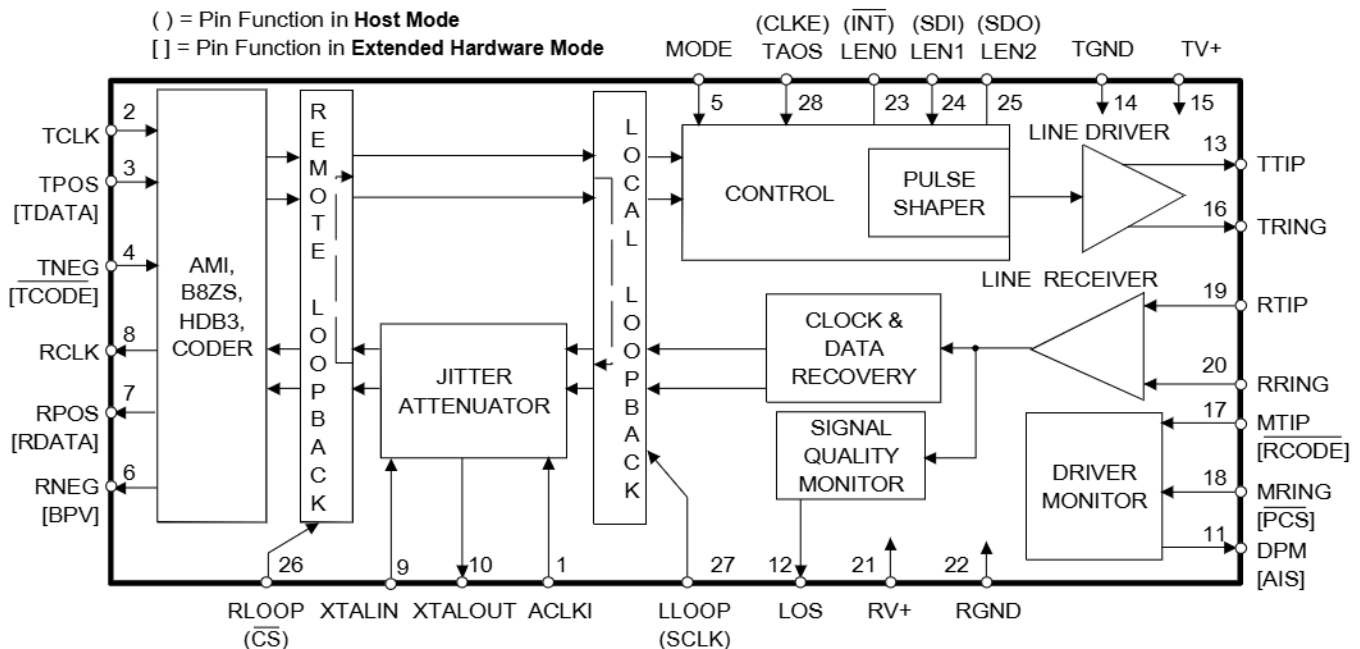 ( ) = Pin Function in Host Mode
[ ] = Pin Function in Extended Hardware Mode
(CLKE) (INT) (SDI) (SDO)
MODE TAOS LEN0 LEN1 LEN2 TGND TV+
5 28 23 24 25 14 15
TCLK 2
TPOS 3
[TDATA]
TNEG 4
[TCODE]
RCLK 8
RPOS 7
[RDATA]
RNEG 6
[BPV]
AMI,
B8ZS,
HDB3,
CODER
REMOTE LOOPBACK
JITTER
ATTENUATOR
LOCAL LOOPBACK
CONTROL
PULSE
SHAPER
LINE DRIVER
13 TTIP
16 TRING
LINE RECEIVER
19 RTIP
20 RRING
CLOCK &
DATA
RECOVERY
SIGNAL
QUALITY
MONITOR
DRIVER
MONITOR
17 MTIP
[RCODE]
18 MRING
[PCS]
11 DPM
[AIS]
26 9 10 1 27 12 21 22
RLOOP XTALIN XTALOUT ACLKI LLOOP LOS RV+ RGND
(CS) (SCLK)